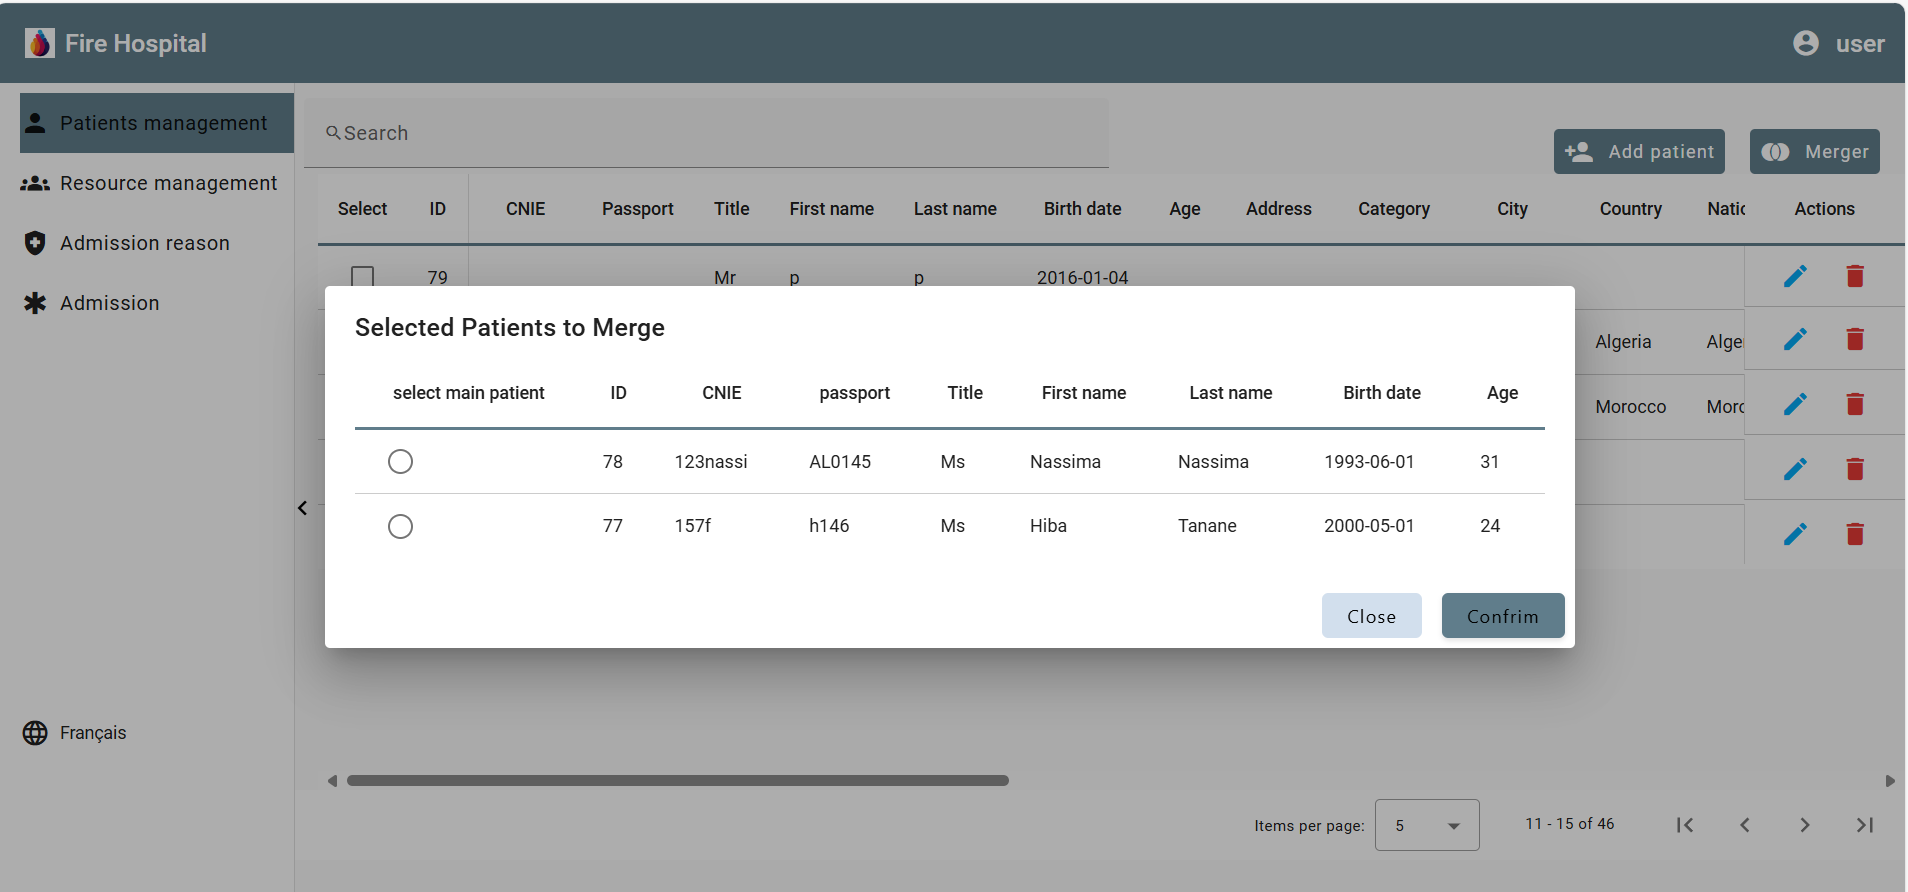 Fire Hospital
user
Patients management
Resource management
Admission reason
Admission
Français
Search
Add patient
Merger
Select ID CNIE Passport Title First name Last name Birth date Age Address Category City Country Natio Actions
79 Mr p p 2016-01-04
Algeria Alge
Morocco Moro
Selected Patients to Merge
select main patient ID CNIE passport Title First name Last name Birth date Age
78 123nassi AL0145 Ms Nassima Nassima 1993-06-01 31
77 157f h146 Ms Hiba Tanane 2000-05-01 24
Close Confrim
Items per page: 5 11 - 15 of 46